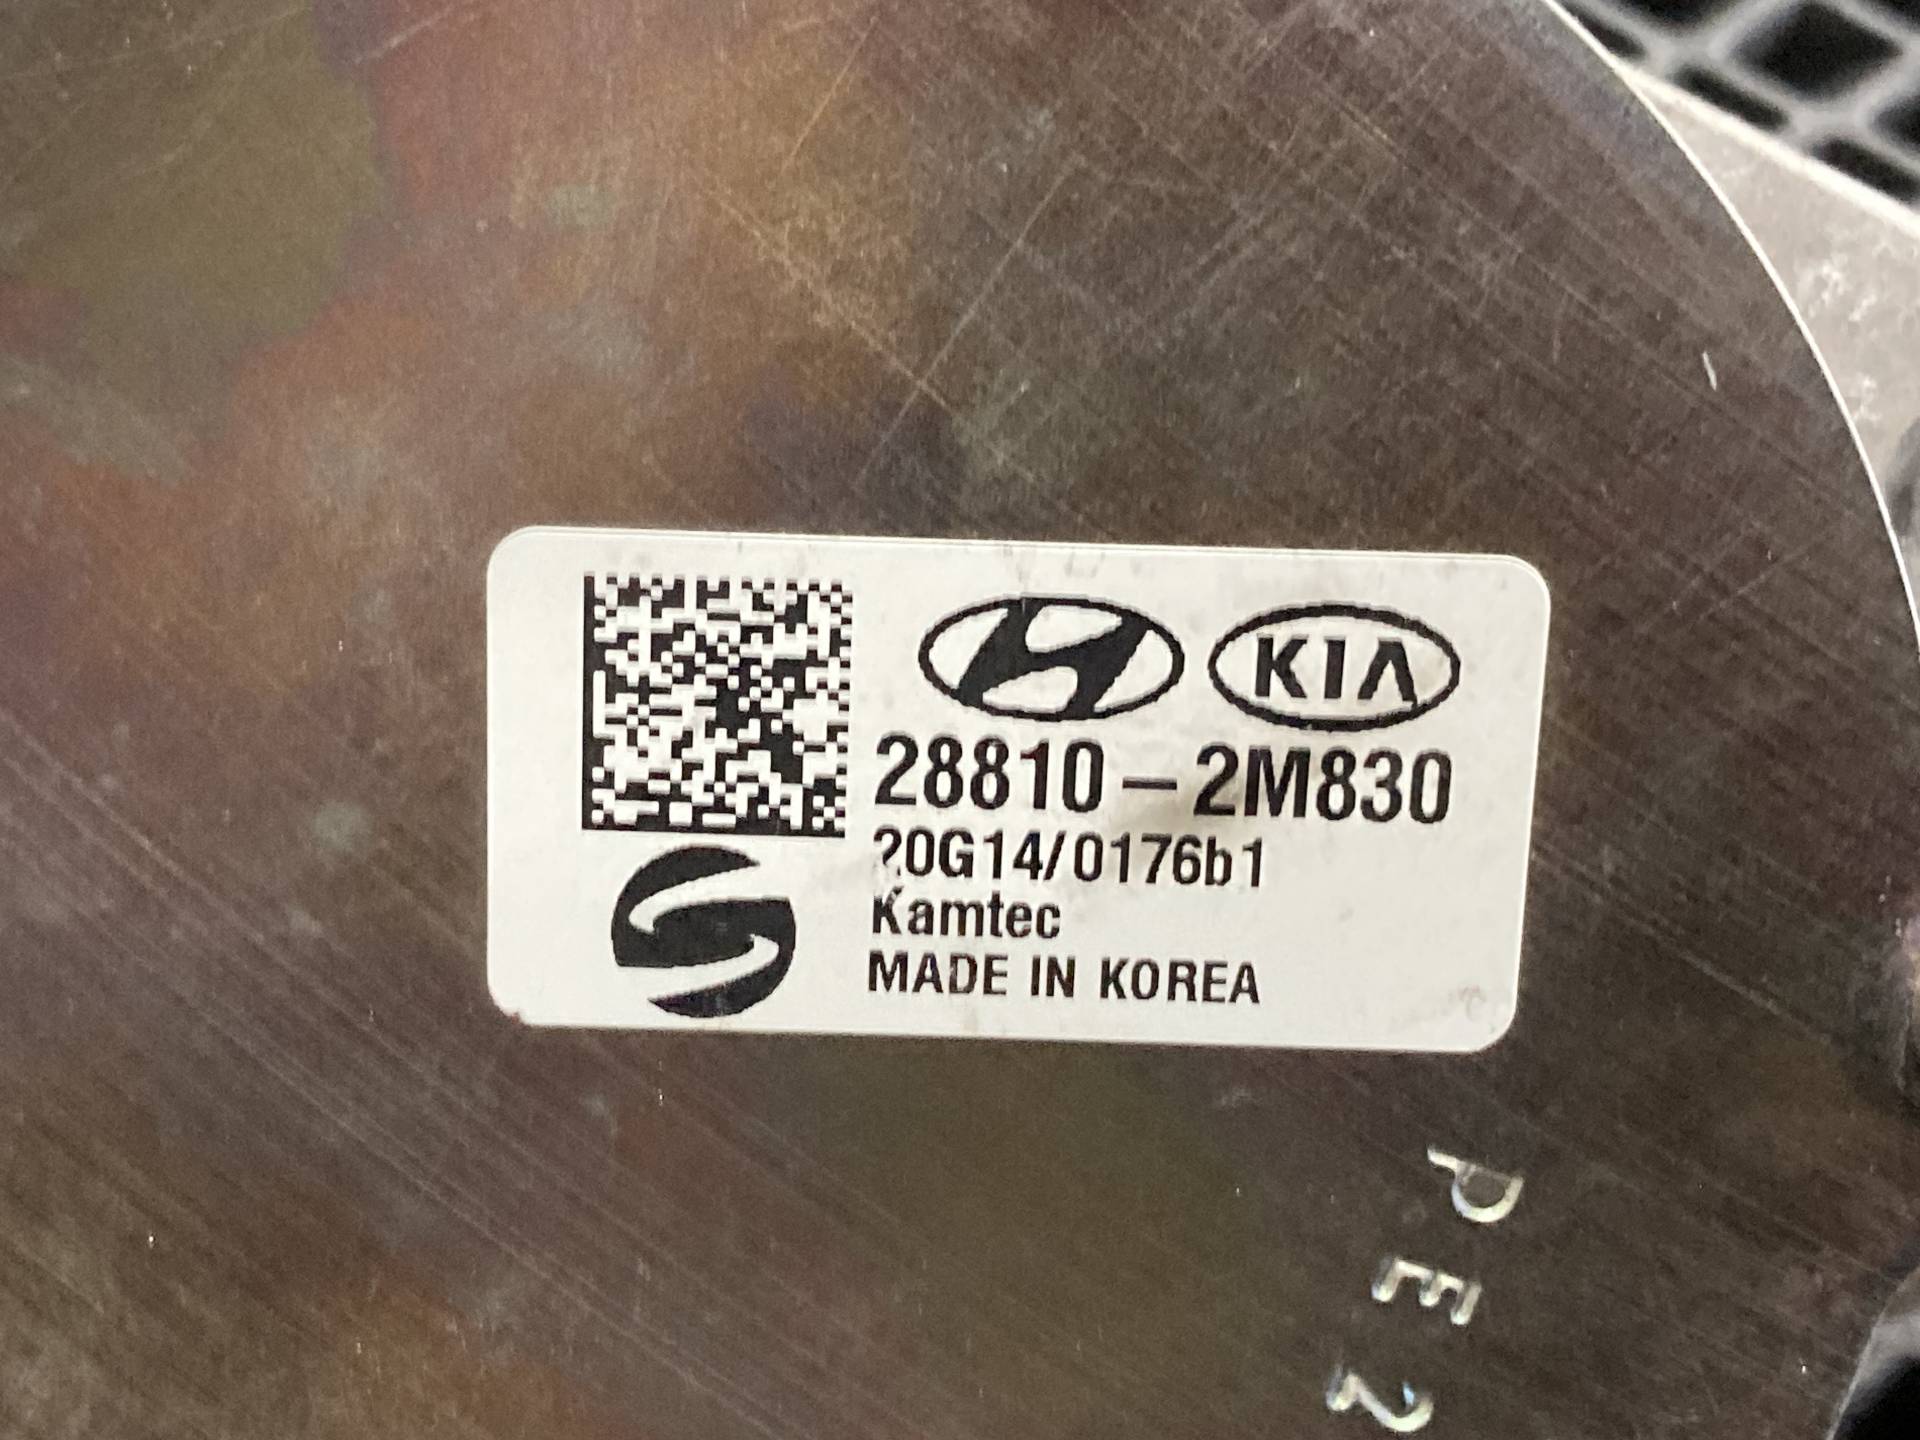 KIA
28810-2M830
20G14/0176b1
Kamtec
MADE IN KOREA
PE2